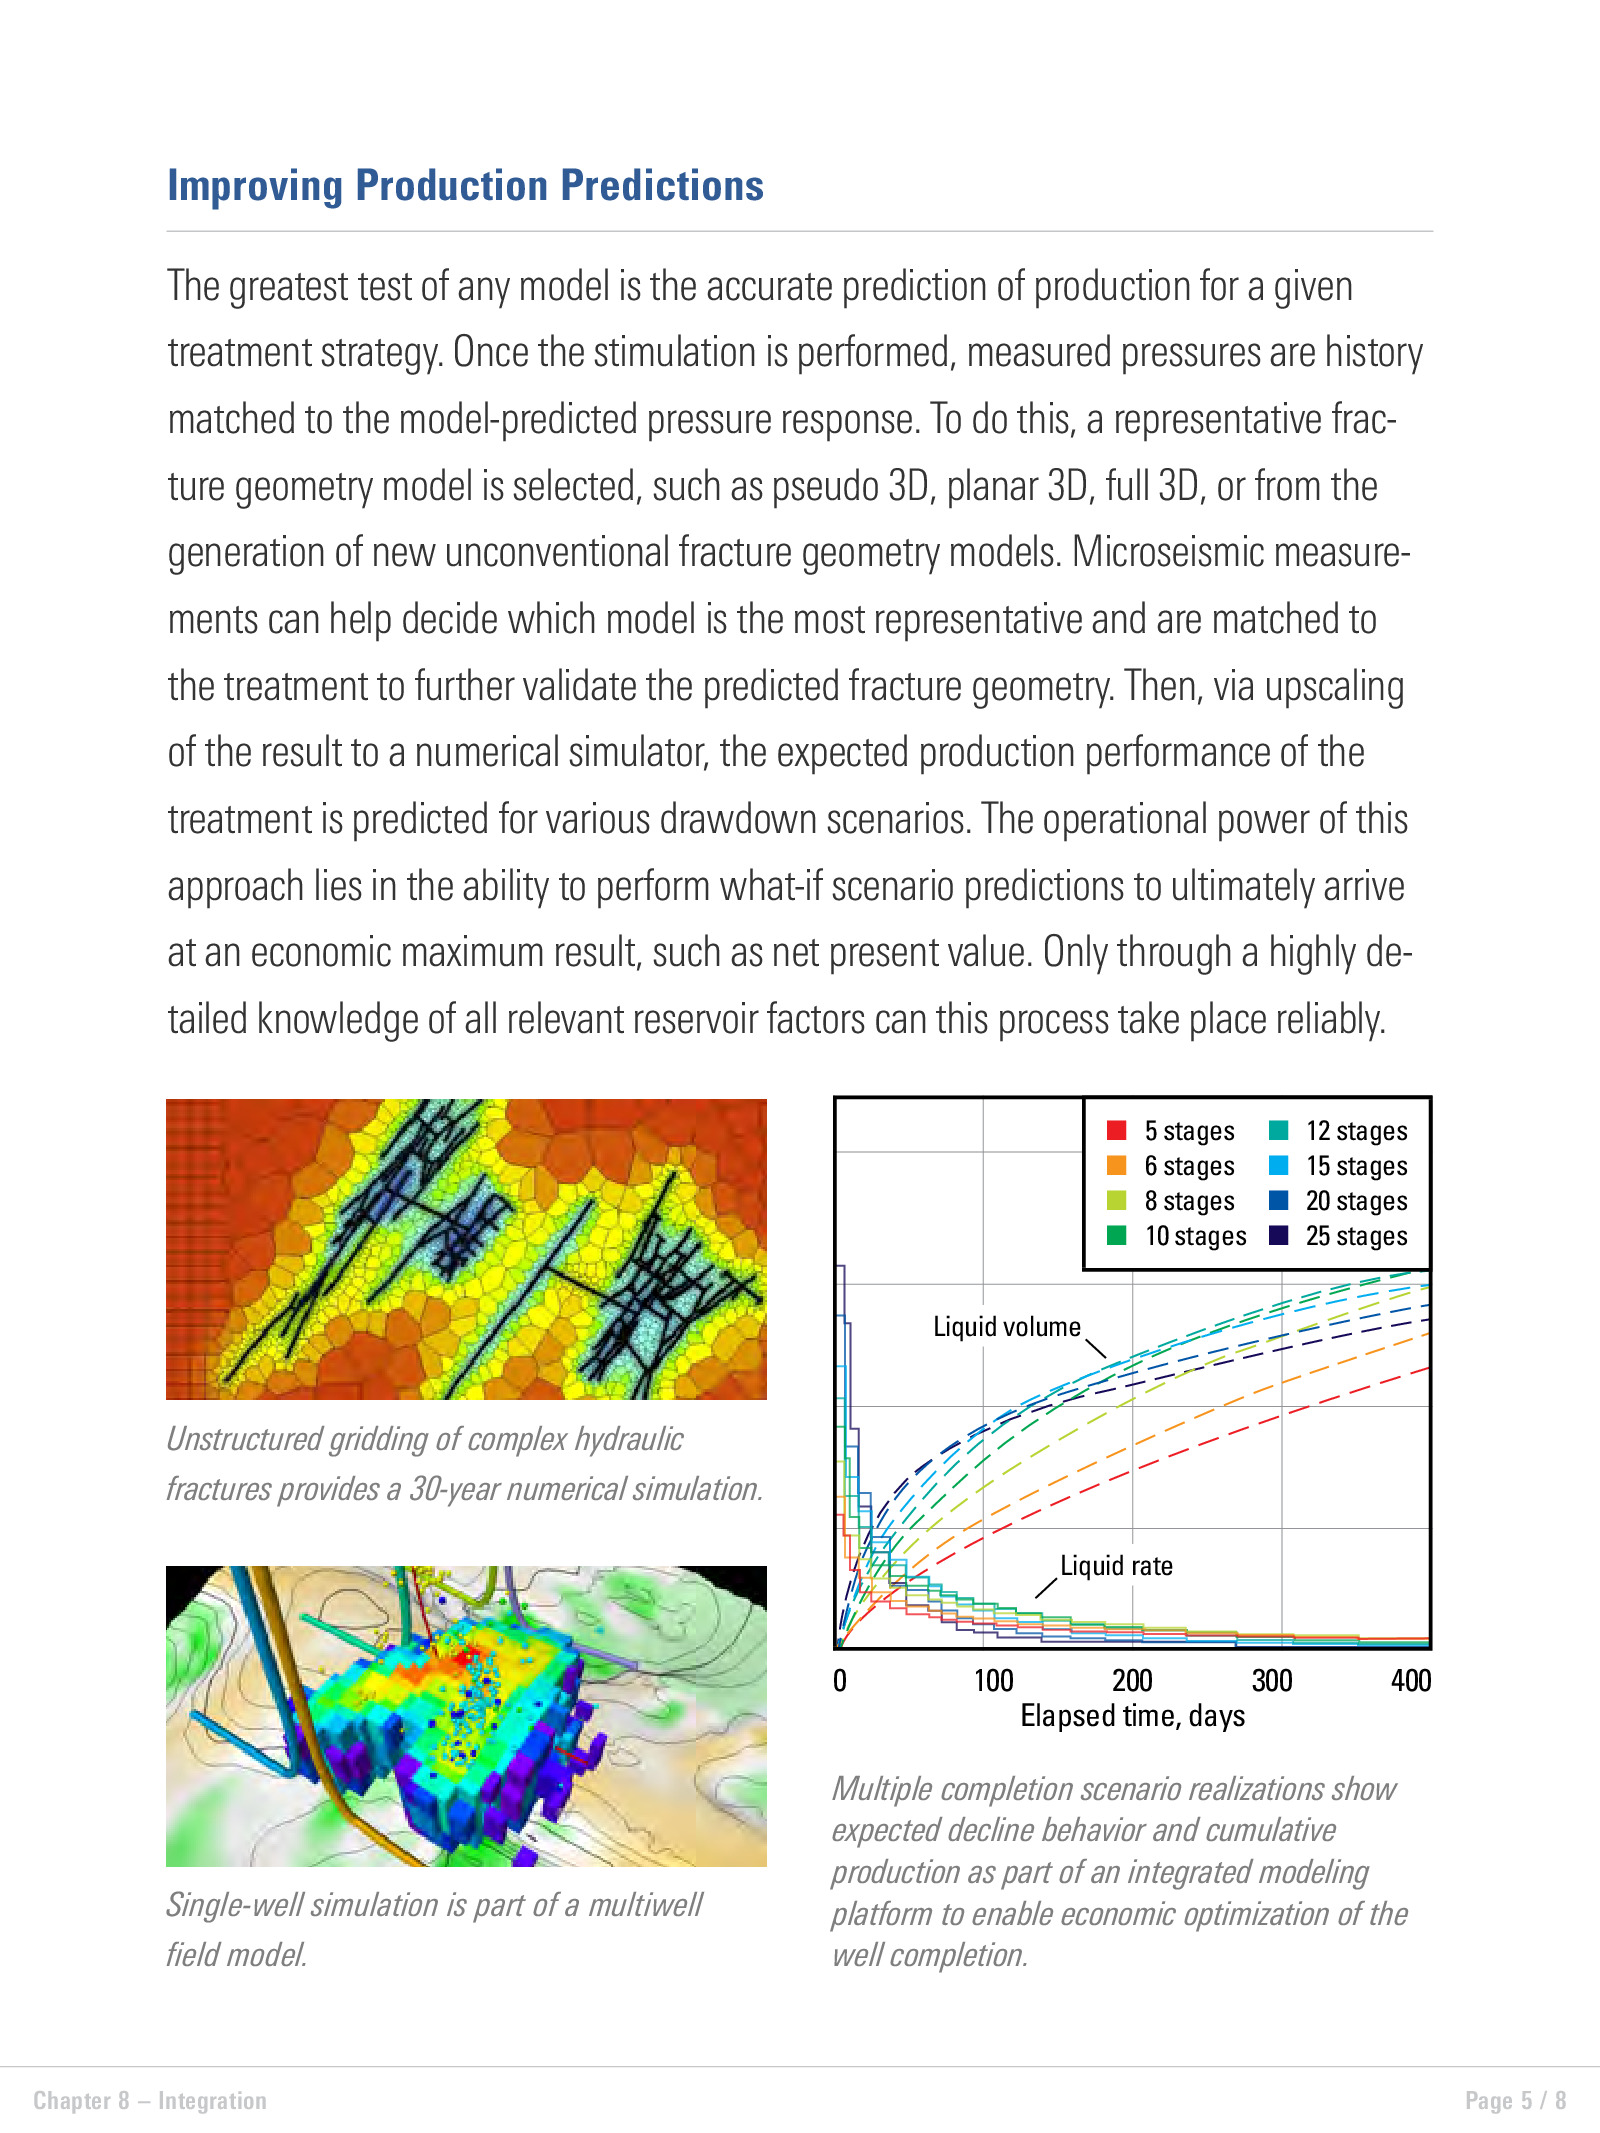 Improving Production Predictions
The greatest test of any model is the accurate prediction of production for a given
treatment strategy. Once the stimulation is performed, measured pressures are history
matched to the model-predicted pressure response. To do this, a representative frac-
ture geometry model is selected, such as pseudo 3D, planar 3D, full 3D, or from the
generation of new unconventional fracture geometry models. Microseismic measure-
ments can help decide which model is the most representative and are matched to
the treatment to further validate the predicted fracture geometry. Then, via upscaling
of the result to a numerical simulator, the expected production performance of the
treatment is predicted for various drawdown scenarios. The operational power of this
approach lies in the ability to perform what-if scenario predictions to ultimately arrive
at an economic maximum result, such as net present value. Only through a highly de-
tailed knowledge of all relevant reservoir factors can this process take place reliably.
Unstructured gridding of complex hydraulic
fractures provides a 30-year numerical simulation.
Single-well simulation is part of a multiwell
field model.
5 stages 12 stages
6 stages 15 stages
8 stages 20 stages
10 stages 25 stages
Liquid volume
Liquid rate
0 100 200 300 400
Elapsed time, days
Multiple completion scenario realizations show
expected decline behavior and cumulative
production as part of an integrated modeling
platform to enable economic optimization of the
well completion.
Chapter 8 – Integration
Page 5 / 8